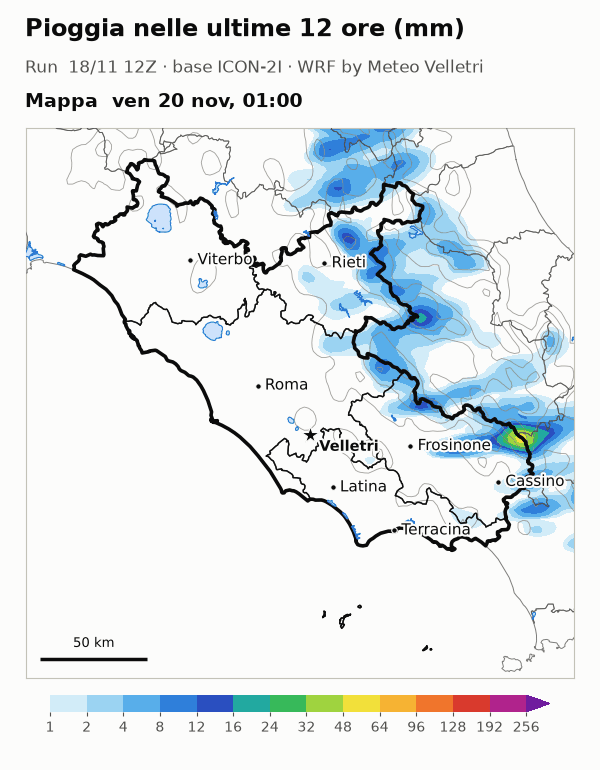 Pioggia nelle ultime 12 ore (mm)
Run  18/11 12Z · base ICON-2I · WRF by Meteo Velletri
Mappa  ven 20 nov, 01:00
Viterbo
Rieti
Roma
Velletri
Frosinone
Cassino
Latina
Terracina
50 km
1 2 4 8 12 16 24 32 48 64 96 128 192 256